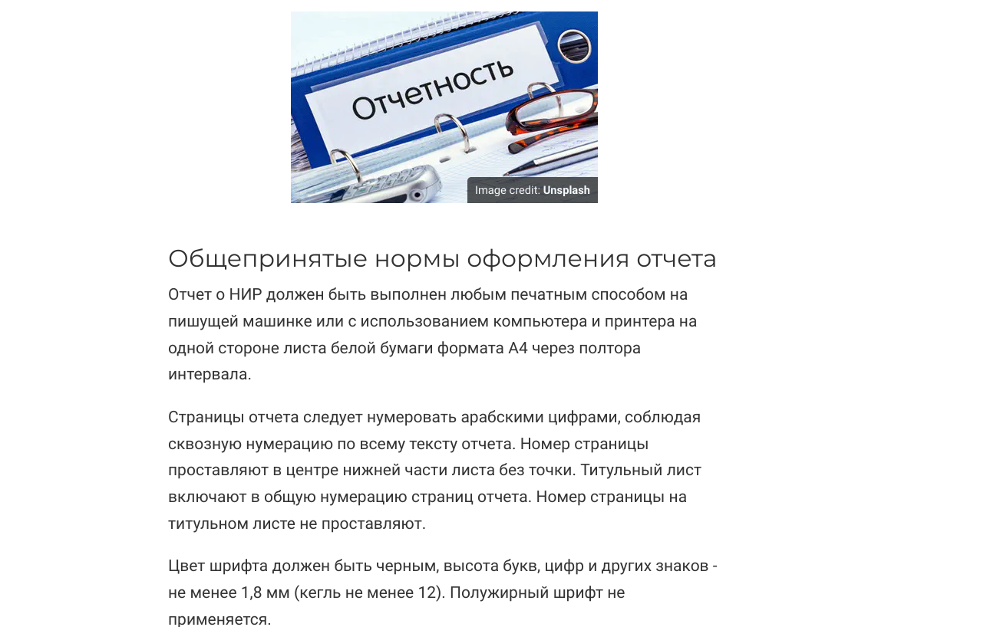 Отчетность
Image credit: Unsplash
Общепринятые нормы оформления отчета
Отчет о НИР должен быть выполнен любым печатным способом на
пишущей машинке или с использованием компьютера и принтера на
одной стороне листа белой бумаги формата А4 через полтора
интервала.
Страницы отчета следует нумеровать арабскими цифрами, соблюдая
сквозную нумерацию по всему тексту отчета. Номер страницы
проставляют в центре нижней части листа без точки. Титульный лист
включают в общую нумерацию страниц отчета. Номер страницы на
титульном листе не проставляют.
Цвет шрифта должен быть черным, высота букв, цифр и других знаков -
не менее 1,8 мм (кегль не менее 12). Полужирный шрифт не
применяется.